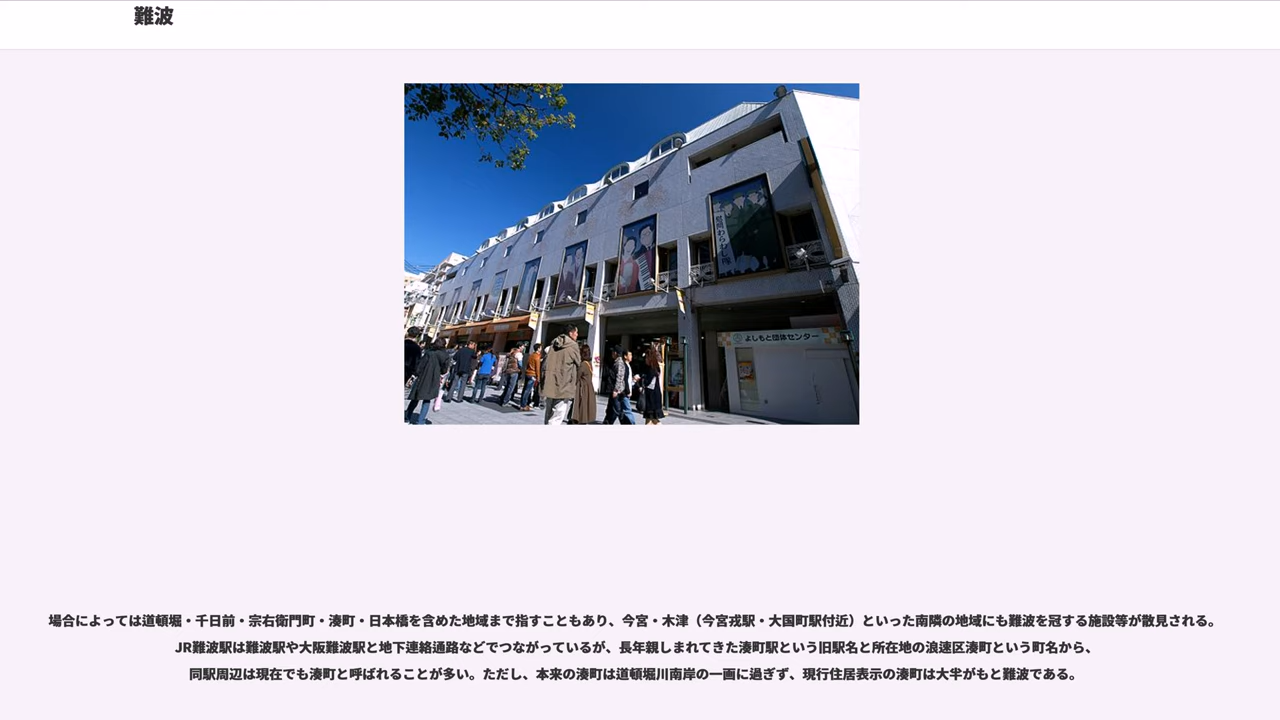 難波
よしもと団体センター
場合によっては道頓堀・千日前・宗右衛門町・湊町・日本橋を含めた地域まで指すこともあり、今宮・木津（今宮戎駅・大国町駅付近）といった南隣の地域にも難波を冠する施設等が散見される。
JR難波駅は難波駅や大阪難波駅と地下連絡通路などでつながっているが、長年親しまれてきた湊町駅という旧駅名と所在地の浪速区湊町という町名から、
同駅周辺は現在でも湊町と呼ばれることが多い。ただし、本来の湊町は道頓堀川南岸の一画に過ぎず、現行住居表示の湊町は大半がもと難波である。